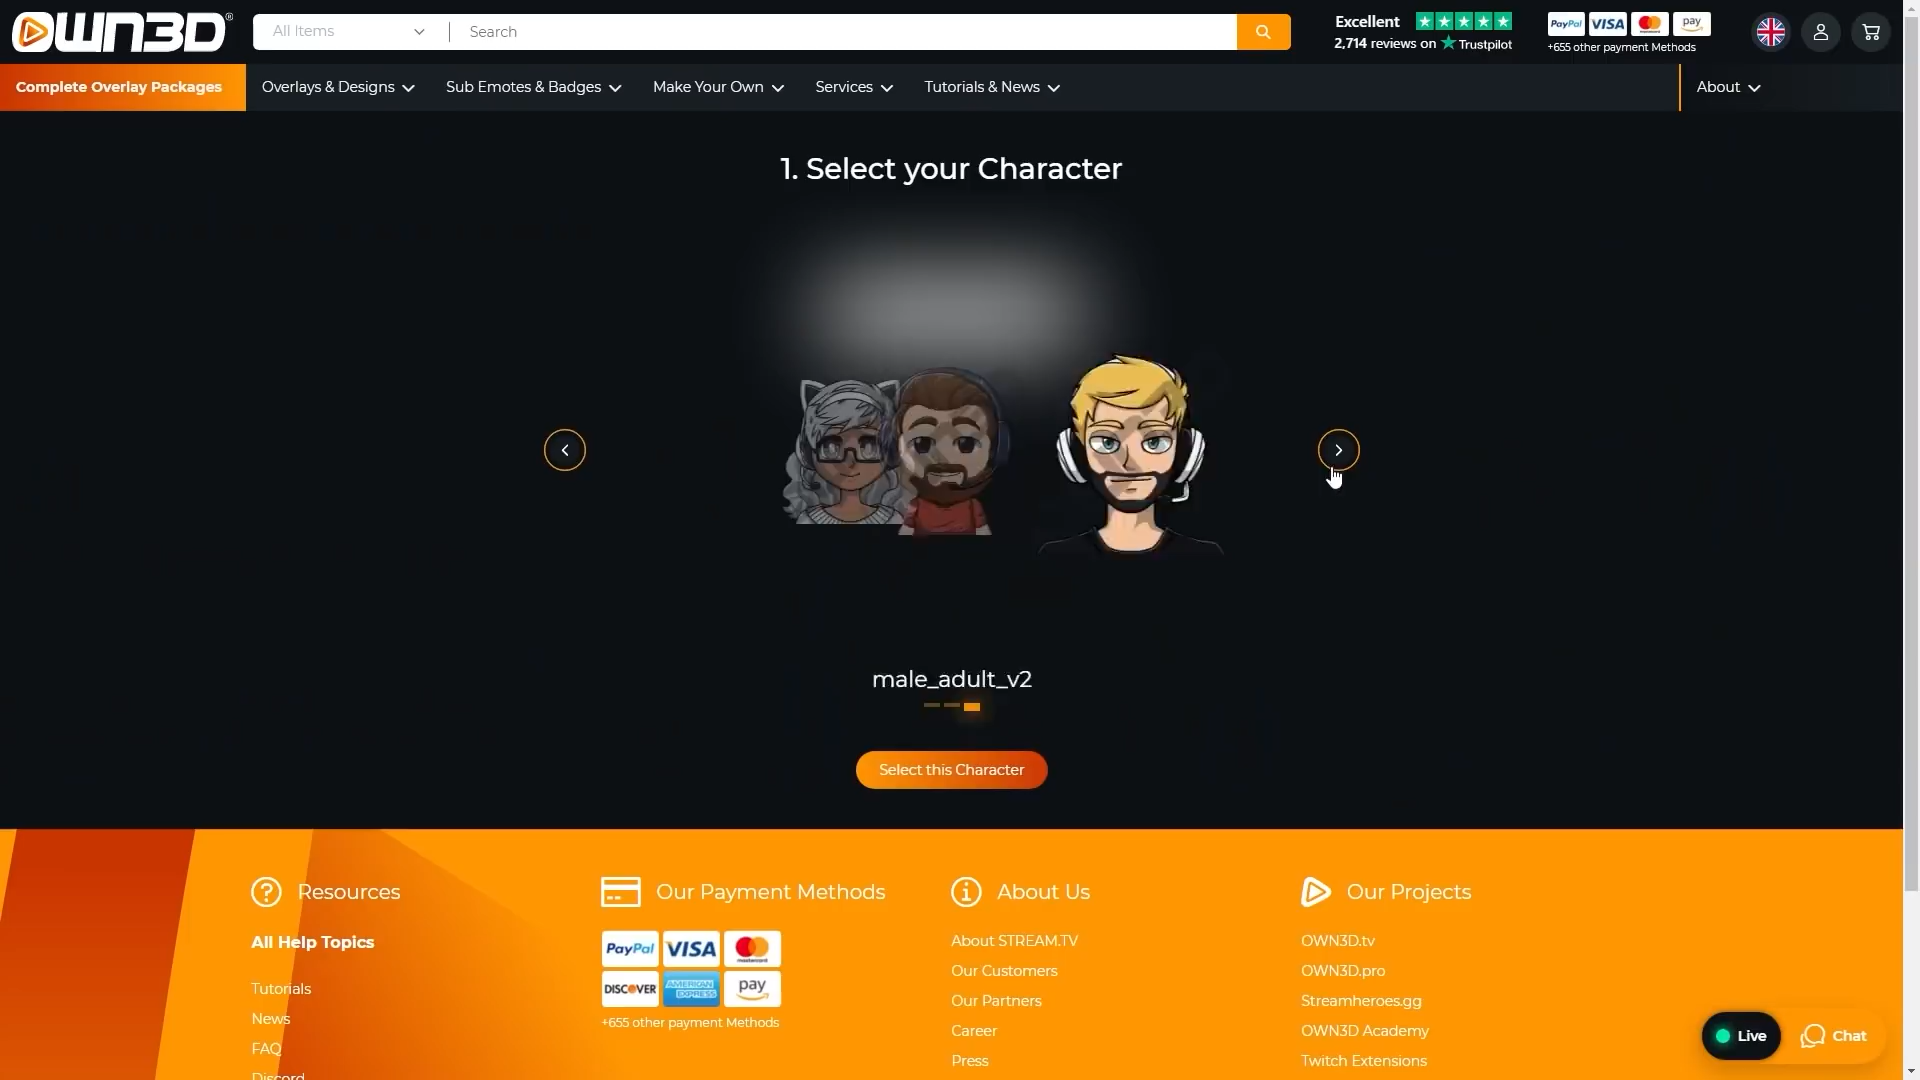 OWN3D®
All Items
Search
Excellent
2,714 reviews on Trustpilot
PayPal VISA mastercard pay
+655 other payment Methods
Complete Overlay Packages
Overlays & Designs
Sub Emotes & Badges
Make Your Own
Services
Tutorials & News
About
1. Select your Character
male_adult_v2
Select this Character
Resources
All Help Topics
Tutorials
News
FAQ
Discord
Our Payment Methods
PayPal VISA mastercard
DISCOVER AMERICAN EXPRESS pay
+655 other payment Methods
About Us
About STREAM.TV
Our Customers
Our Partners
Career
Press
Our Projects
OWN3D.tv
OWN3D.pro
Streamheroes.gg
OWN3D Academy
Twitch Extensions
Live
Chat